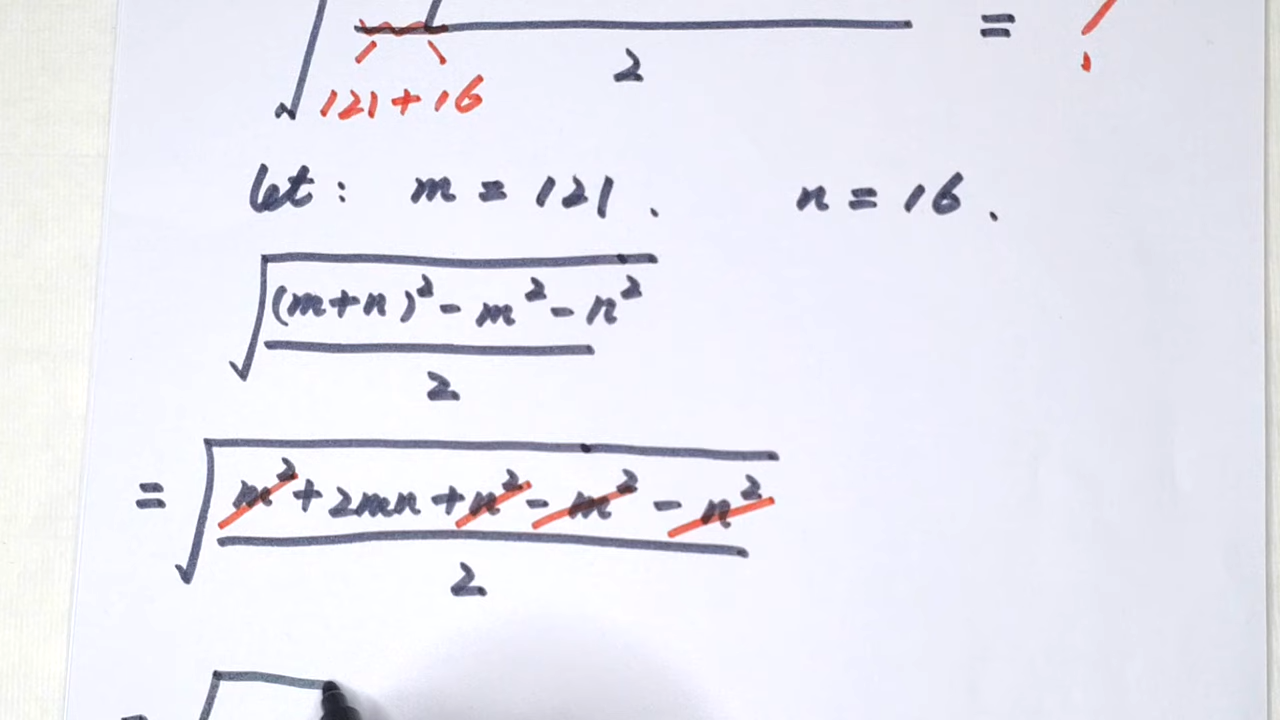 √ 2 = ?
121 + 16
let : m = 121 . n = 16 .
√((m+n)² - m² - n²)
2
= √(m² + 2mn + n² - m² - n²)
2
= √